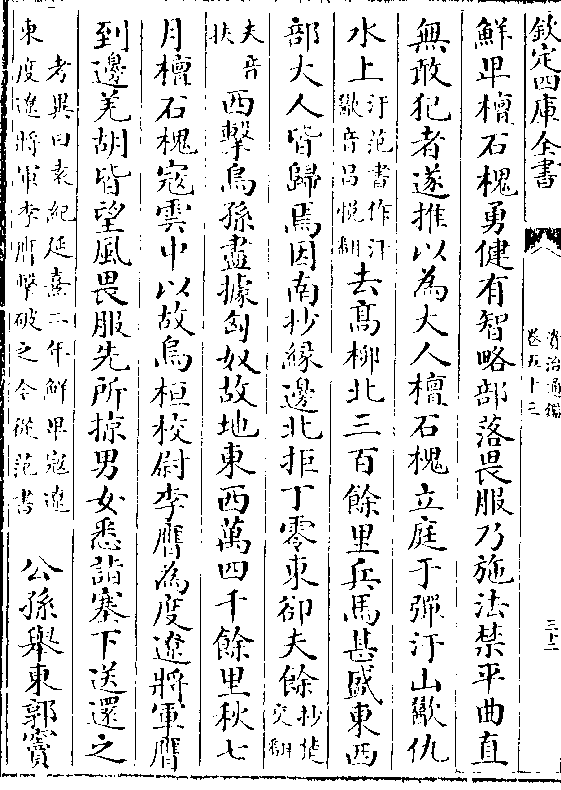 欽定四庫全書
資治通鑑
卷五十三
三十二
鮮卑檀石槐勇健有智略部落畏服乃施法禁平曲直
無敢犯者遂推以為大人檀石槐立庭于彈汙山歠仇
水上汙范書作汗歠音昌悅翻去髙柳北三百餘里兵馬甚盛東西
部大人皆歸焉因南抄緣邊北拒丁零東卻夫餘抄楚交翻
夫音扶西擊烏孫盡據匈奴故地東西萬四千餘里秋七
月檀石槐寇雲中以故烏桓校尉李膺為度遼將軍膺
到邊羌胡皆望風畏服先所掠男女悉詣塞下送還之
考異曰袁紀延熹二年鮮卑寇遼東度遼將軍李膺擊破之今從范書公孫舉東郭竇